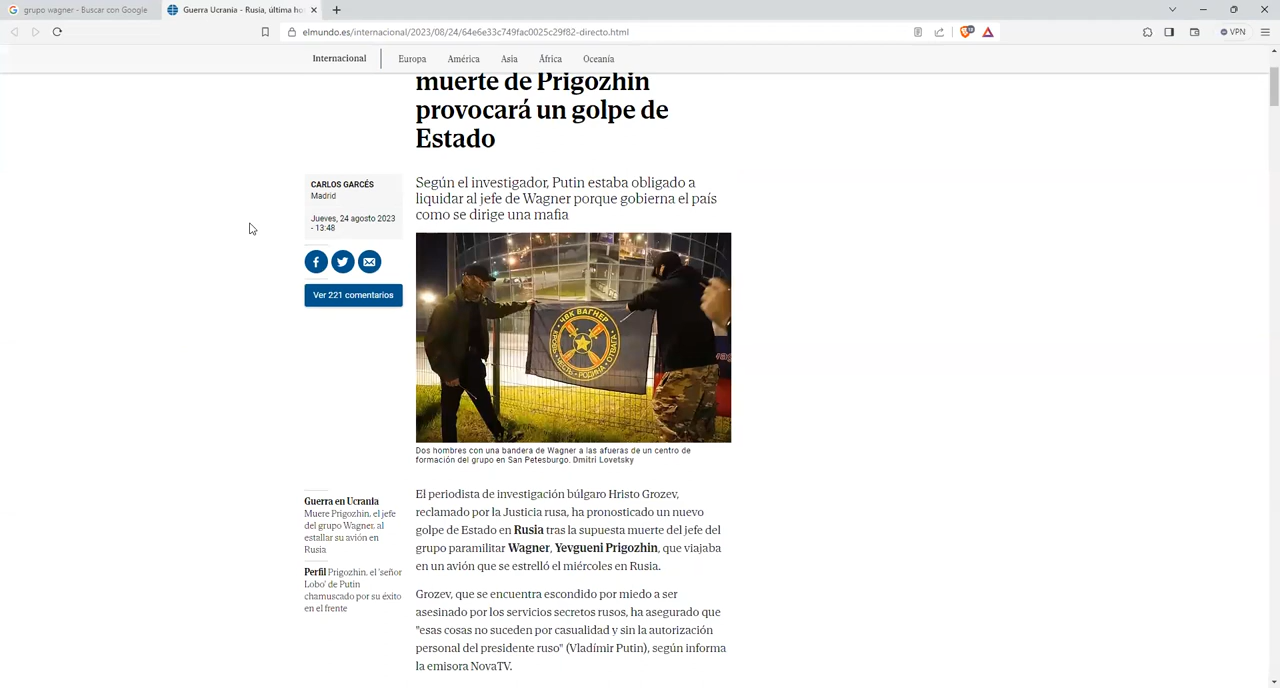 grupo wagner - Buscar con Google
Guerra Ucrania - Rusia, última ho
elmundo.es/internacional/2023/08/24/64e6e33c749fac0025c29f82-directo.html
VPN
Internacional
Europa
América
Asia
África
Oceanía
muerte de Prigozhin
provocará un golpe de
Estado
CARLOS GARCÉS
Madrid
Jueves, 24 agosto 2023
- 13:48
Según el investigador, Putin estaba obligado a
liquidar al jefe de Wagner porque gobierna el país
como se dirige una mafia
Ver 221 comentarios
ЧВК ВАГНЕР
КРОВЬ ЧЕСТЬ РОДИНА ОТВАГА
Dos hombres con una bandera de Wagner a las afueras de un centro de
formación del grupo en San Petesburgo. Dmitri Lovetsky
Guerra en Ucrania
Muere Prigozhin, el jefe
del grupo Wagner, al
estallar su avión en
Rusia
Perfil Prigozhin, el 'señor
Lobo' de Putin
chamuscado por su éxito
en el frente
El periodista de investigación búlgaro Hristo Grozev,
reclamado por la Justicia rusa, ha pronosticado un nuevo
golpe de Estado en Rusia tras la supuesta muerte del jefe del
grupo paramilitar Wagner, Yevgueni Prigozhin, que viajaba
en un avión que se estrelló el miércoles en Rusia.
Grozev, que se encuentra escondido por miedo a ser
asesinado por los servicios secretos rusos, ha asegurado que
"esas cosas no suceden por casualidad y sin la autorización
personal del presidente ruso" (Vladímir Putin), según informa
la emisora NovaTV.